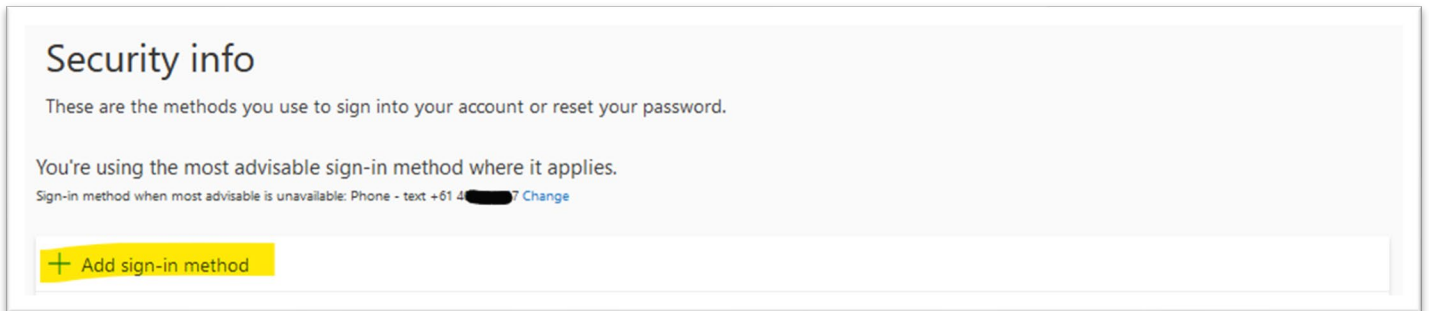 Security info
These are the methods you use to sign into your account or reset your password.
You're using the most advisable sign-in method where it applies.
Sign-in method when most advisable is unavailable: Phone - text +61 4 7 Change
+ Add sign-in method